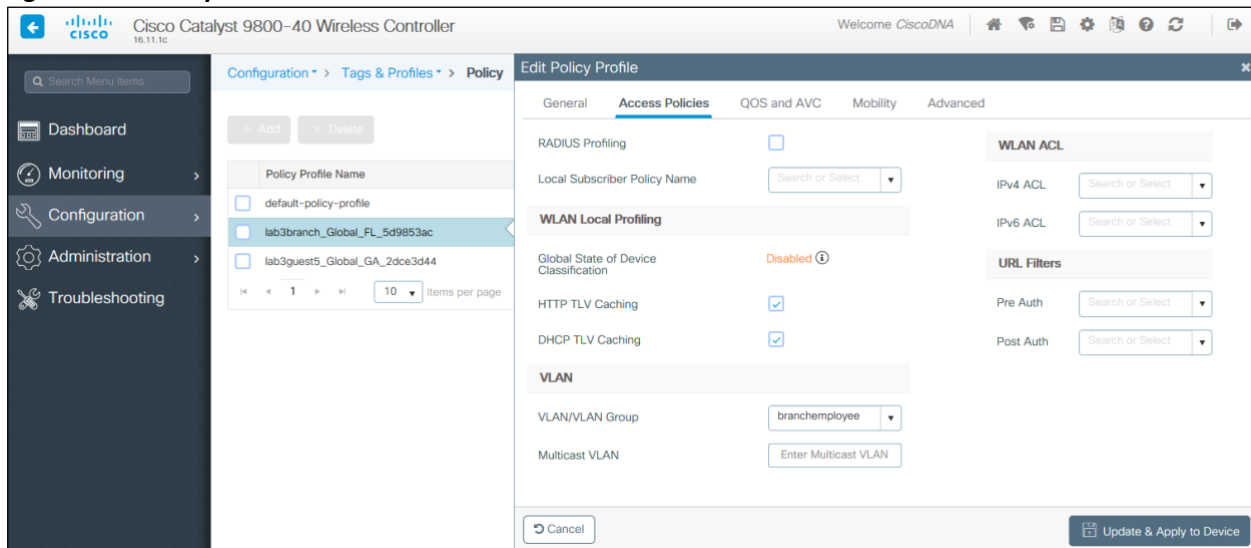 cisco
Cisco Catalyst 9800-40 Wireless Controller
16.11.1c
Welcome CiscoDNA
Search Menu Items
Dashboard
Monitoring
Configuration
Administration
Troubleshooting
Configuration > Tags & Profiles > Policy
+ Add
× Delete
Policy Profile Name
default-policy-profile
lab3branch_Global_FL_5d9853ac
lab3guest5_Global_GA_2dce3d44
1
10
items per page
Edit Policy Profile
General
Access Policies
QOS and AVC
Mobility
Advanced
RADIUS Profiling
Local Subscriber Policy Name
Search or Select
WLAN Local Profiling
Global State of Device
Classification
Disabled
HTTP TLV Caching
DHCP TLV Caching
VLAN
VLAN/VLAN Group
branchemployee
Multicast VLAN
Enter Multicast VLAN
WLAN ACL
IPv4 ACL
Search or Select
IPv6 ACL
Search or Select
URL Filters
Pre Auth
Search or Select
Post Auth
Search or Select
Cancel
Update & Apply to Device